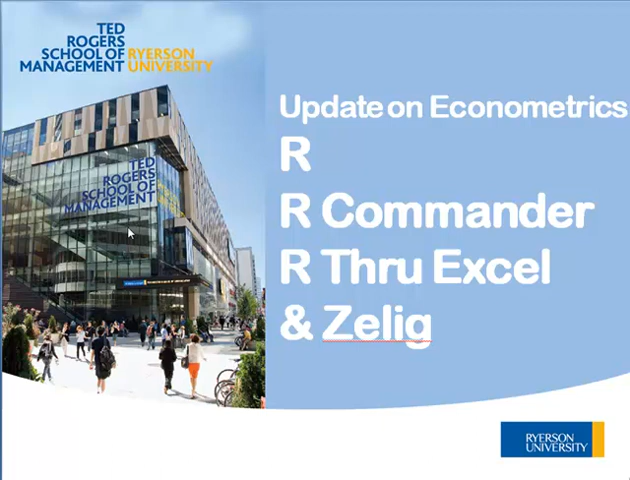 TED
ROGERS
SCHOOL OF RYERSON
MANAGEMENT UNIVERSITY
TED
ROGERS
SCHOOL OF
MANAGEMENT
Update on Econometrics
R
R Commander
R Thru Excel
& Zelig
RYERSON
UNIVERSITY